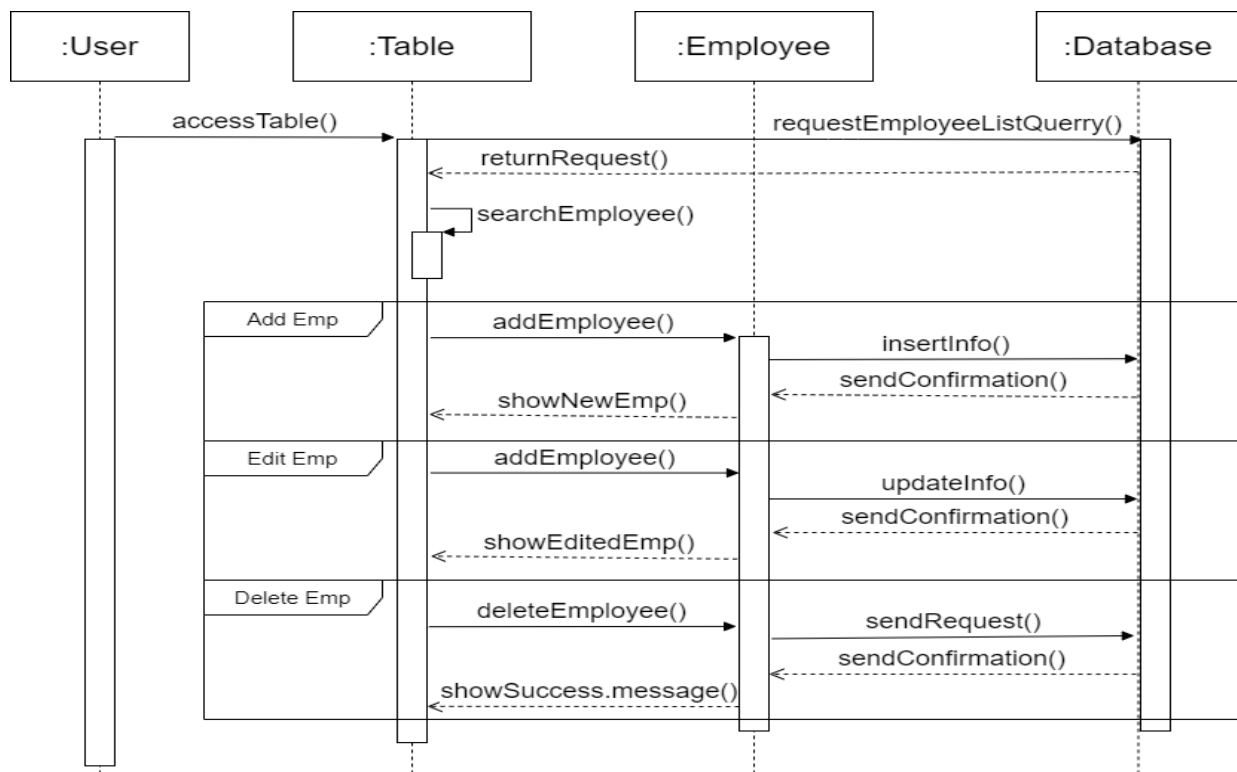 :User
:Table
:Employee
:Database
accessTable()
requestEmployeeListQuerry()
returnRequest()
searchEmployee()
Add Emp
addEmployee()
insertInfo()
sendConfirmation()
showNewEmp()
Edit Emp
addEmployee()
updateInfo()
sendConfirmation()
showEditedEmp()
Delete Emp
deleteEmployee()
sendRequest()
sendConfirmation()
showSuccess.message()